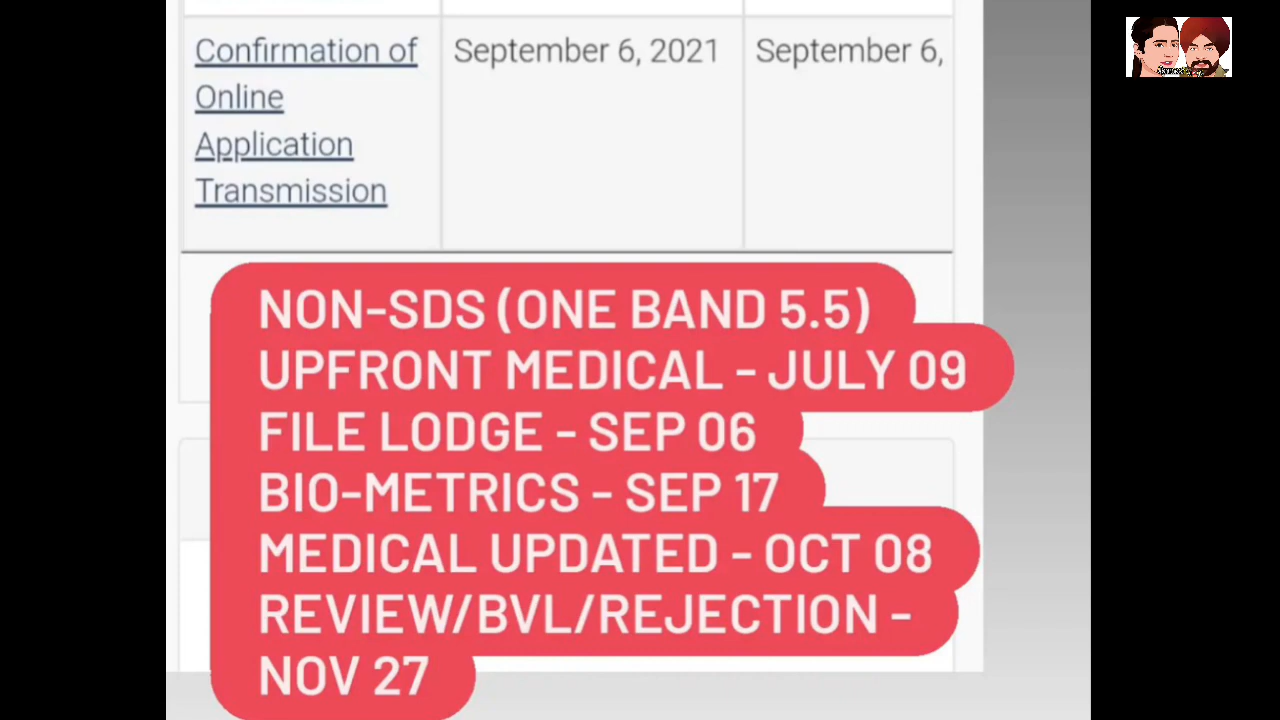 Confirmation of
Online
Application
Transmission
September 6, 2021
September 6,
NON-SDS (ONE BAND 5.5)
UPFRONT MEDICAL - JULY 09
FILE LODGE - SEP 06
BIO-METRICS - SEP 17
MEDICAL UPDATED - OCT 08
REVIEW/BVL/REJECTION -
NOV 27